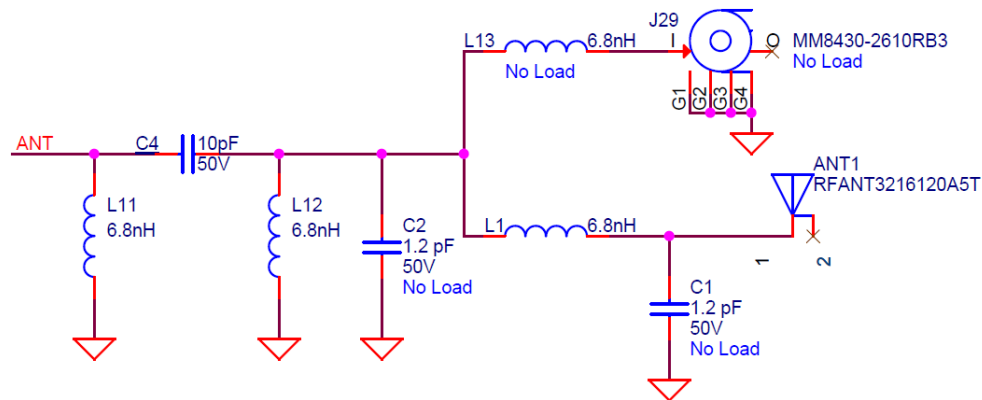 J29
L13
6.8nH
I
O
MM8430-2610RB3
No Load
No Load
G1
G2
G3
G4
ANT
C4
10pF
50V
ANT1
RFANT3216120A5T
L11
6.8nH
L12
6.8nH
C2
1.2 pF
50V
No Load
L1
6.8nH
1
2
C1
1.2 pF
50V
No Load